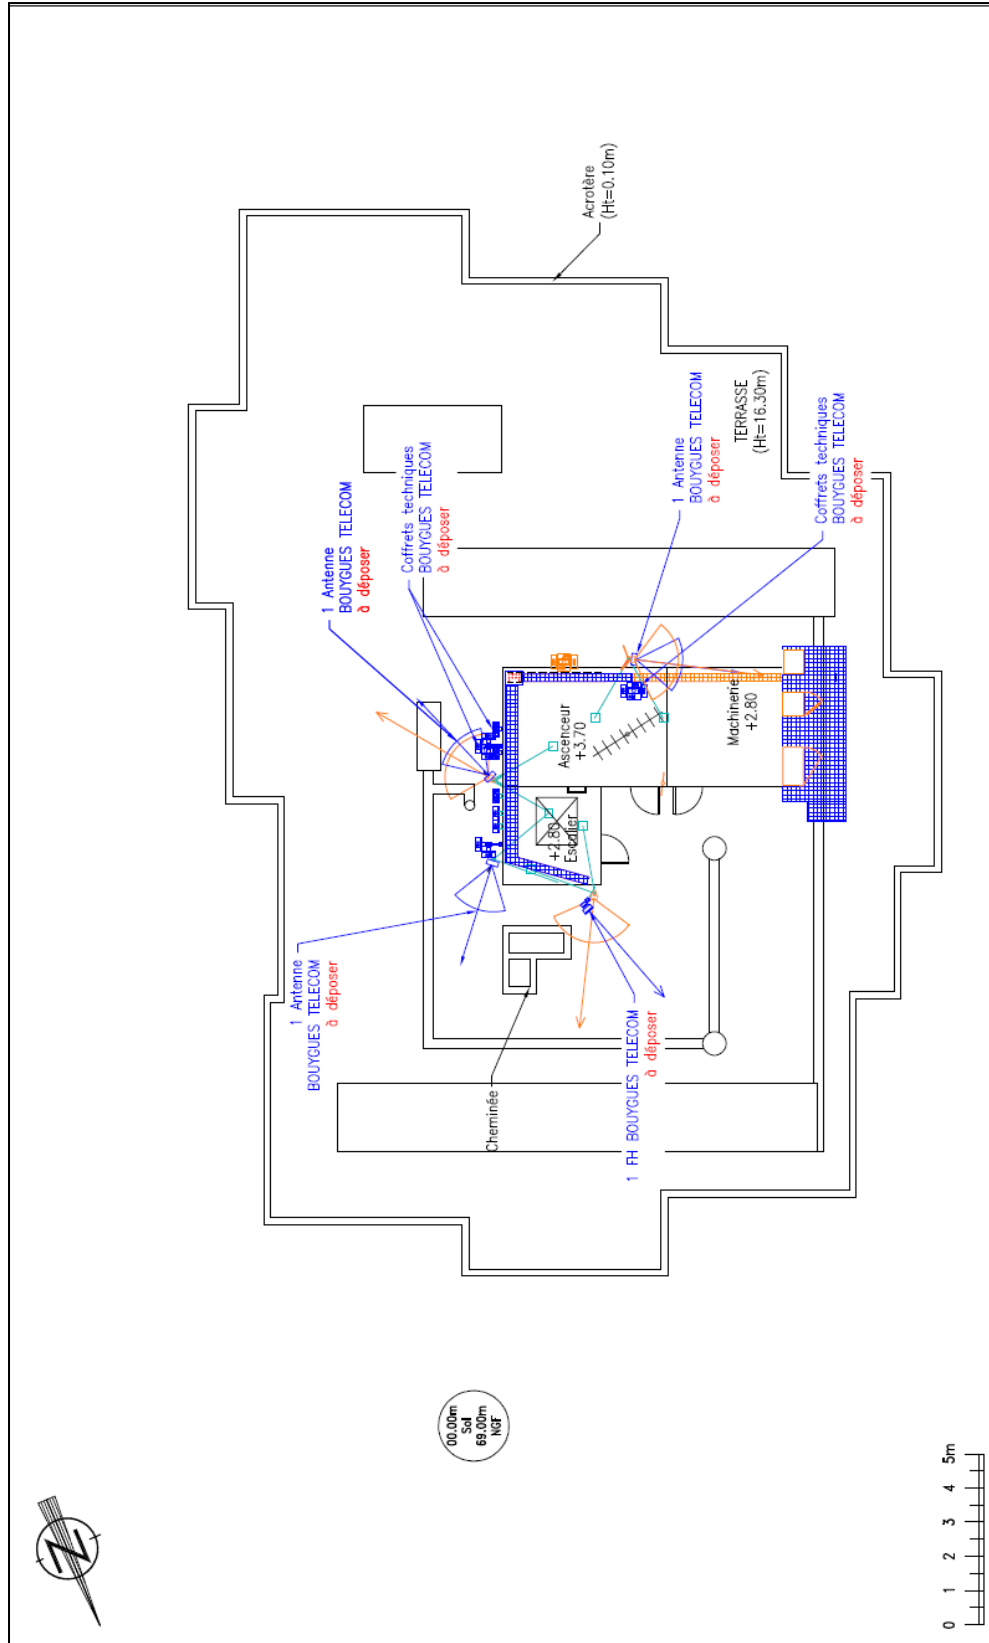 Acrotère
(Ht=0.10m)
TERRASSE
(Ht=16.30m)
1 Antenne
BOUYGUES TELECOM
à déposer
Coffrets techniques
BOUYGUES TELECOM
à déposer
1 Antenne
BOUYGUES TELECOM
à déposer
Coffrets techniques
BOUYGUES TELECOM
à déposer
Ascenceur
+3.70
Machinerie
+2.80
+2.80
Escalier
1 Antenne
BOUYGUES TELECOM
à déposer
Cheminée
1 FH BOUYGUES TELECOM
à déposer
00.00m
Sol
69.00m
NGF
N
0 1 2 3 4 5m